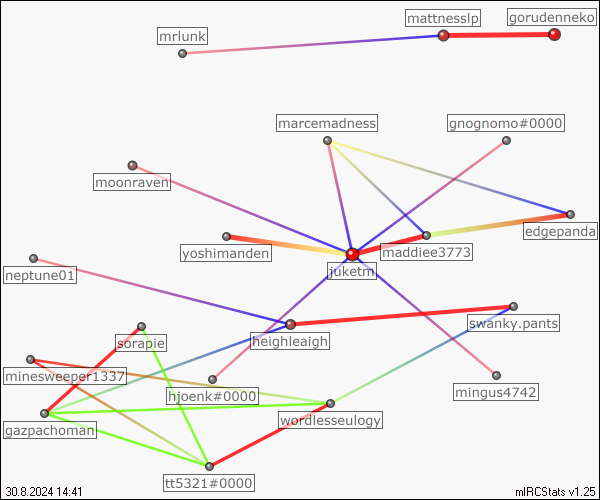 mattnesslp
gorudenneko
mrlunk
marcemadness
gnognomo#0000
moonraven
edgepanda
yoshimanden
maddiee3773
juketm
neptune01
swanky.pants
heighleaigh
sorapie
minesweeper1337
mingus4742
hjoenk#0000
wordlesseulogy
gazpachoman
tt5321#0000
30.8.2024 14:41
mIRCStats v1.25